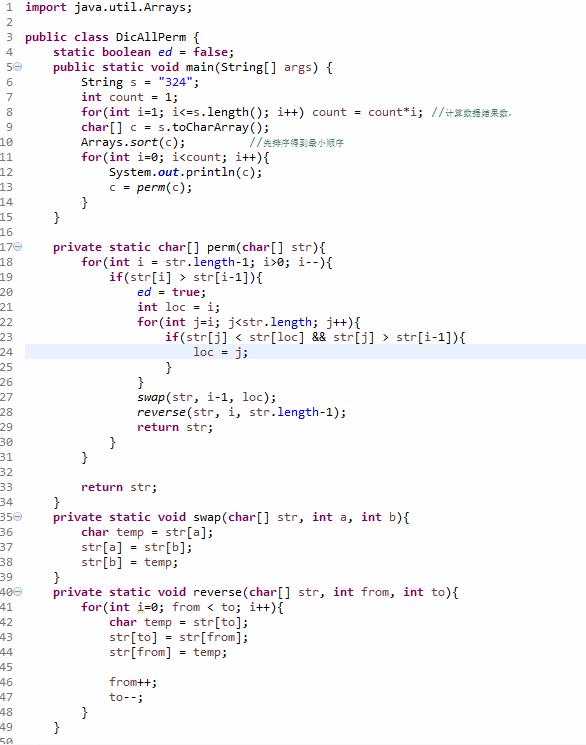 1 import java.util.Arrays;
2
3 public class DicAllPerm {
4     static boolean ed = false;
5     public static void main(String[] args) {
6         String s = "324";
7         int count = 1;
8         for(int i=1; i<=s.length(); i++) count = count*i; //计算数据结果数。
9         char[] c = s.toCharArray();
10         Arrays.sort(c);         //先排序得到最小顺序
11         for(int i=0; i<count; i++){
12             System.out.println(c);
13             c = perm(c);
14         }
15     }
16
17     private static char[] perm(char[] str){
18         for(int i = str.length-1; i>0; i--){
19             if(str[i] > str[i-1]){
20                 ed = true;
21                 int loc = i;
22                 for(int j=i; j<str.length; j++){
23                     if(str[j] < str[loc] && str[j] > str[i-1]){
24                         loc = j;
25                     }
26                 }
27                 swap(str, i-1, loc);
28                 reverse(str, i, str.length-1);
29                 return str;
30             }
31         }
32
33         return str;
34     }
35     private static void swap(char[] str, int a, int b){
36         char temp = str[a];
37         str[a] = str[b];
38         str[b] = temp;
39     }
40     private static void reverse(char[] str, int from, int to){
41         for(int i=0; from < to; i++){
42             char temp = str[to];
43             str[to] = str[from];
44             str[from] = temp;
45
46             from++;
47             to--;
48         }
49     }
50